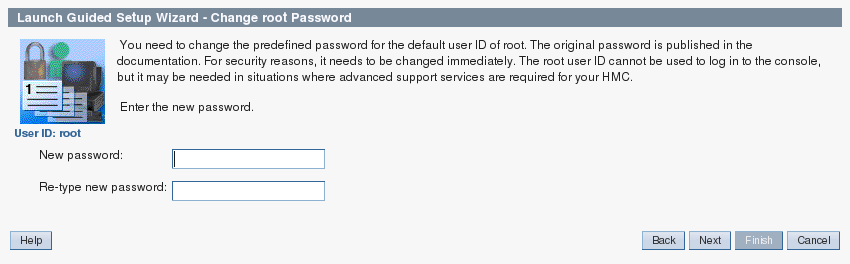 Launch Guided Setup Wizard - Change root Password
You need to change the predefined password for the default user ID of root. The original password is published in the
documentation. For security reasons, it needs to be changed immediately. The root user ID cannot be used to log in to the console,
but it may be needed in situations where advanced support services are required for your HMC.
Enter the new password.
1
User ID: root
New password:
Re-type new password:
Help Back Next Finish Cancel